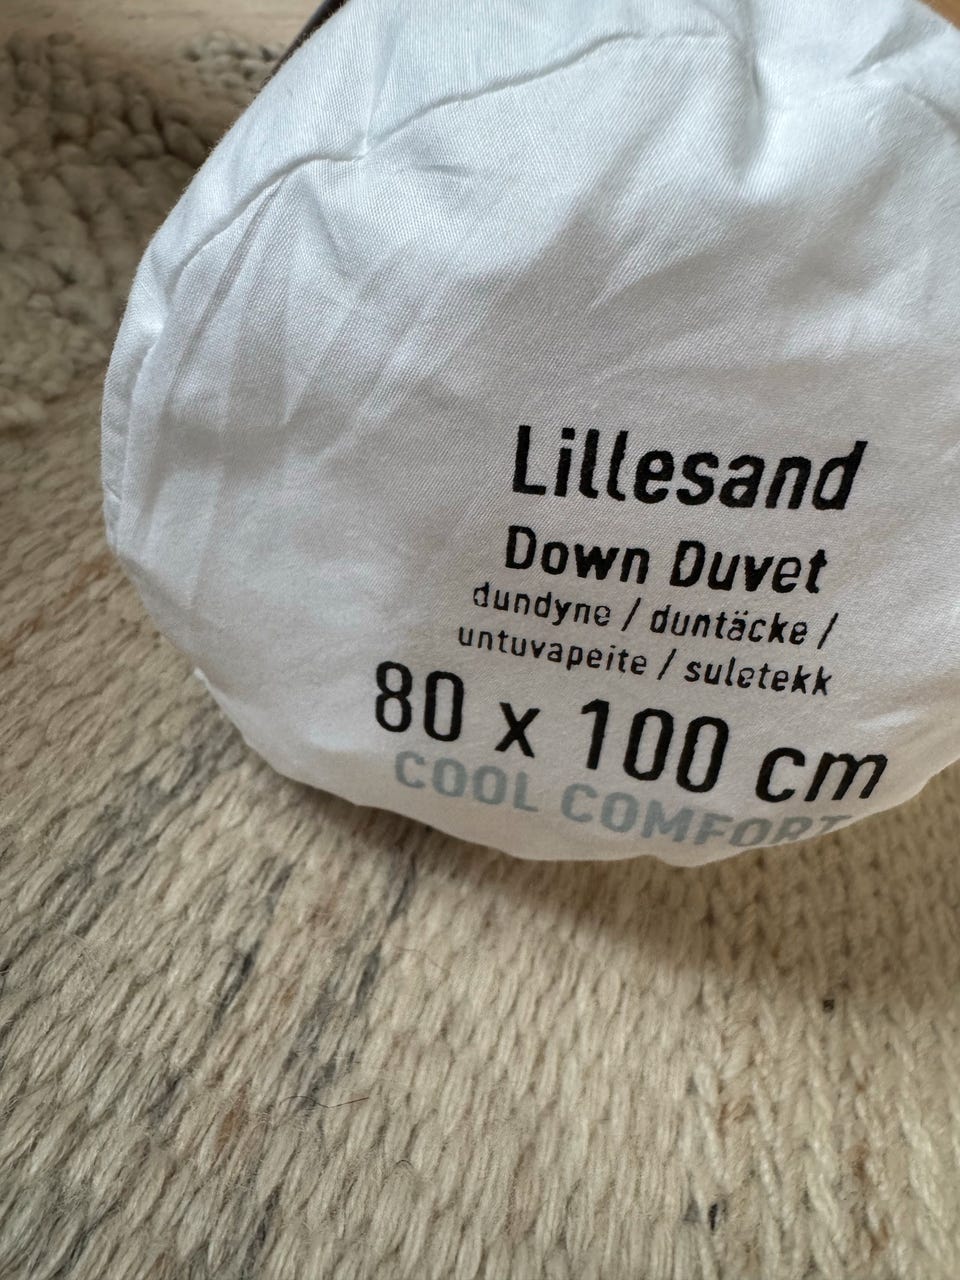 Lillesand
Down Duvet
dundyne / duntäcke /
untuvapeite / suletekk
80 x 100 cm
COOL COMFORT